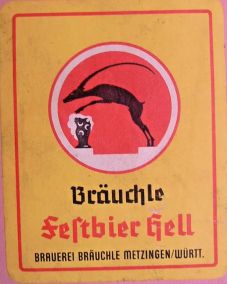 Bräuchle
Festbier Hell
BRAUEREI BRÄUCHLE METZINGEN/WÜRTT.